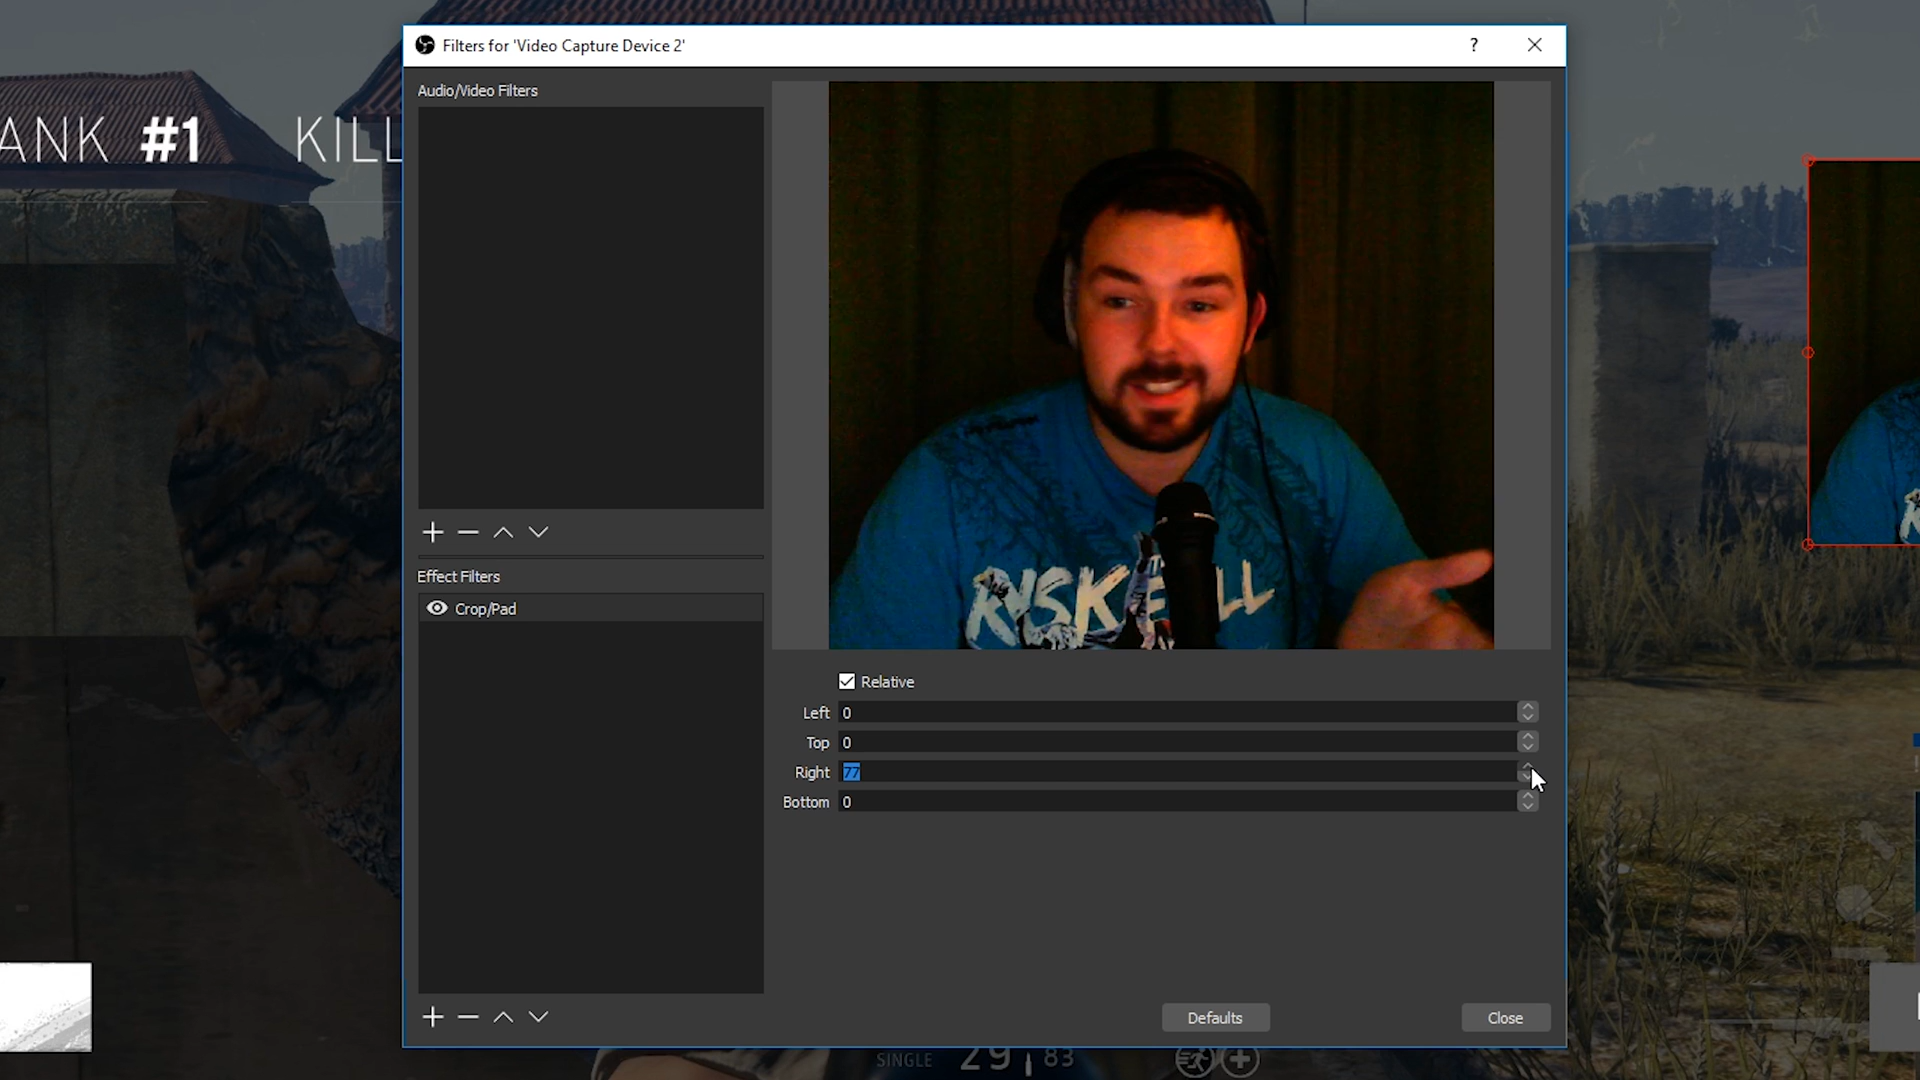 Filters for 'Video Capture Device 2'
?
Audio/Video Filters
ANK #1 KILL
Effect Filters
Crop/Pad
RISK
Relative
Left 0
Top 0
Right 77
Bottom 0
Defaults
Close
SINGLE 29 83